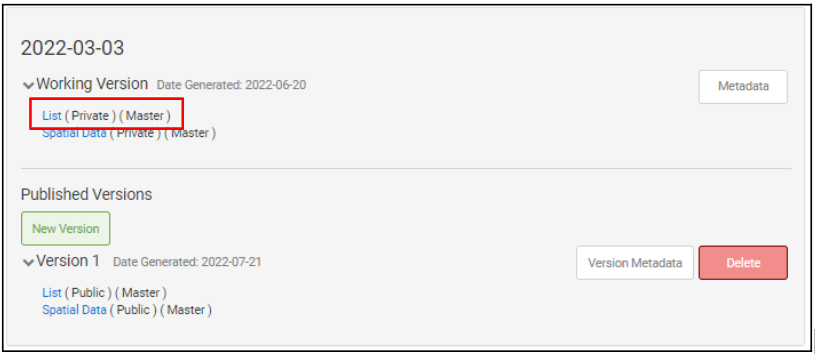 2022-03-03
Working Version Date Generated: 2022-06-20
Metadata
List ( Private ) ( Master )
Spatial Data ( Private ) ( Master )
Published Versions
New Version
Version 1 Date Generated: 2022-07-21
Version Metadata
Delete
List ( Public ) ( Master )
Spatial Data ( Public ) ( Master )